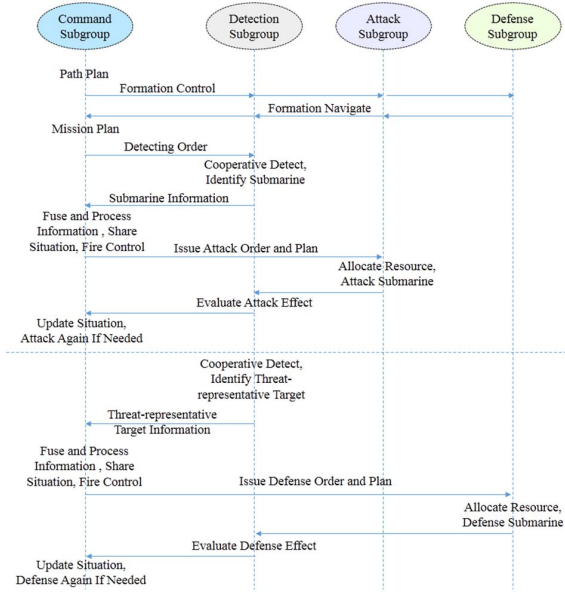 Command
Subgroup
Detection
Subgroup
Attack
Subgroup
Defense
Subgroup
Path Plan
Formation Control
Formation Navigate
Mission Plan
Detecting Order
Cooperative Detect,
Identify Submarine
Submarine Information
Fuse and Process
Information , Share
Situation, Fire Control
Issue Attack Order and Plan
Allocate Resource,
Attack Submarine
Evaluate Attack Effect
Update Situation,
Attack Again If Needed
Cooperative Detect,
Identify Threat-
representative Target
Threat-representative
Target Information
Fuse and Process
Information , Share
Situation, Fire Control
Issue Defense Order and Plan
Allocate Resource,
Defense Submarine
Evaluate Defense Effect
Update Situation,
Defense Again If Needed